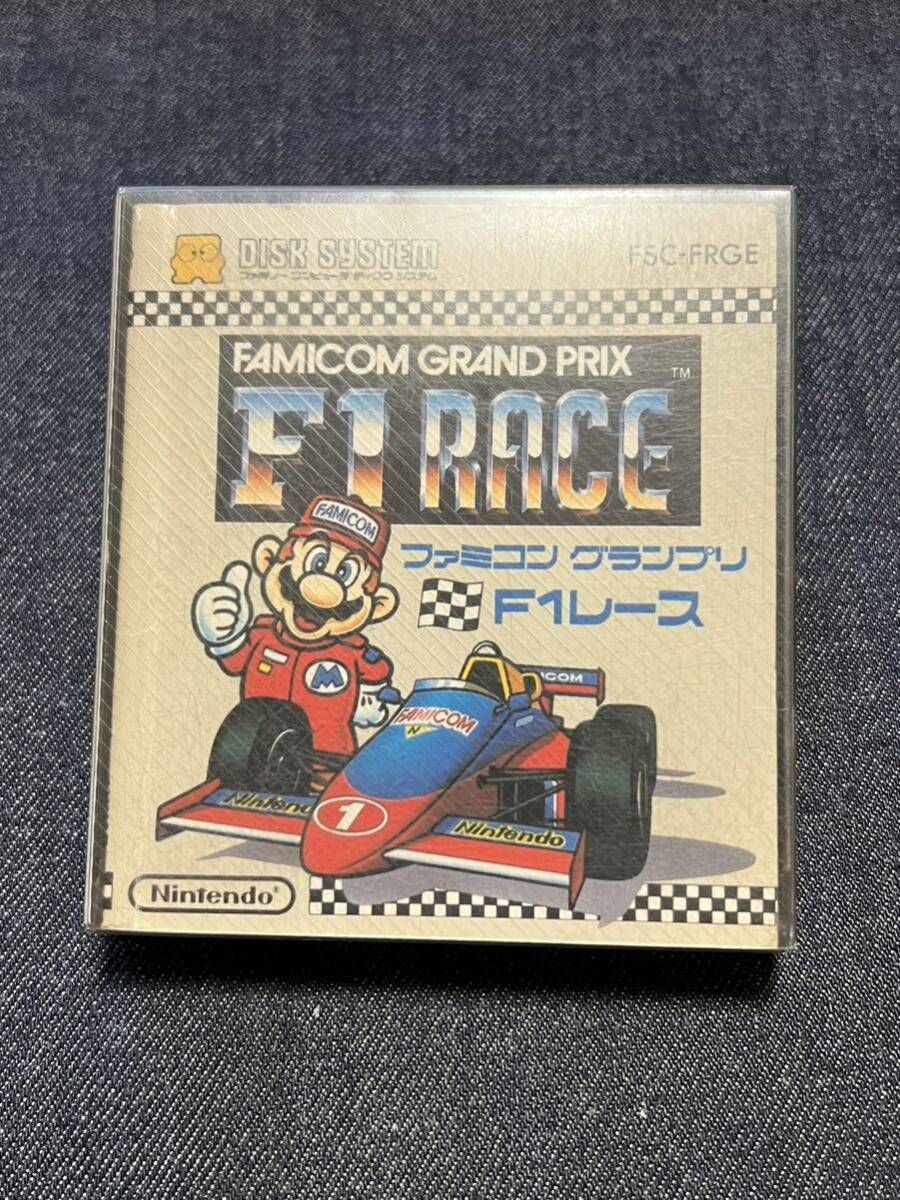 DISK SYSTEM
FSC-FRGE
ファミリー コンピュータ ディスク システム
FAMICOM GRAND PRIX
F1 RACE TM
FAMICOM
ファミコン グランプリ
F1レース
M
ICOM
FAMICOM
N
Nintendo
1
Nintendo
Nintendo®